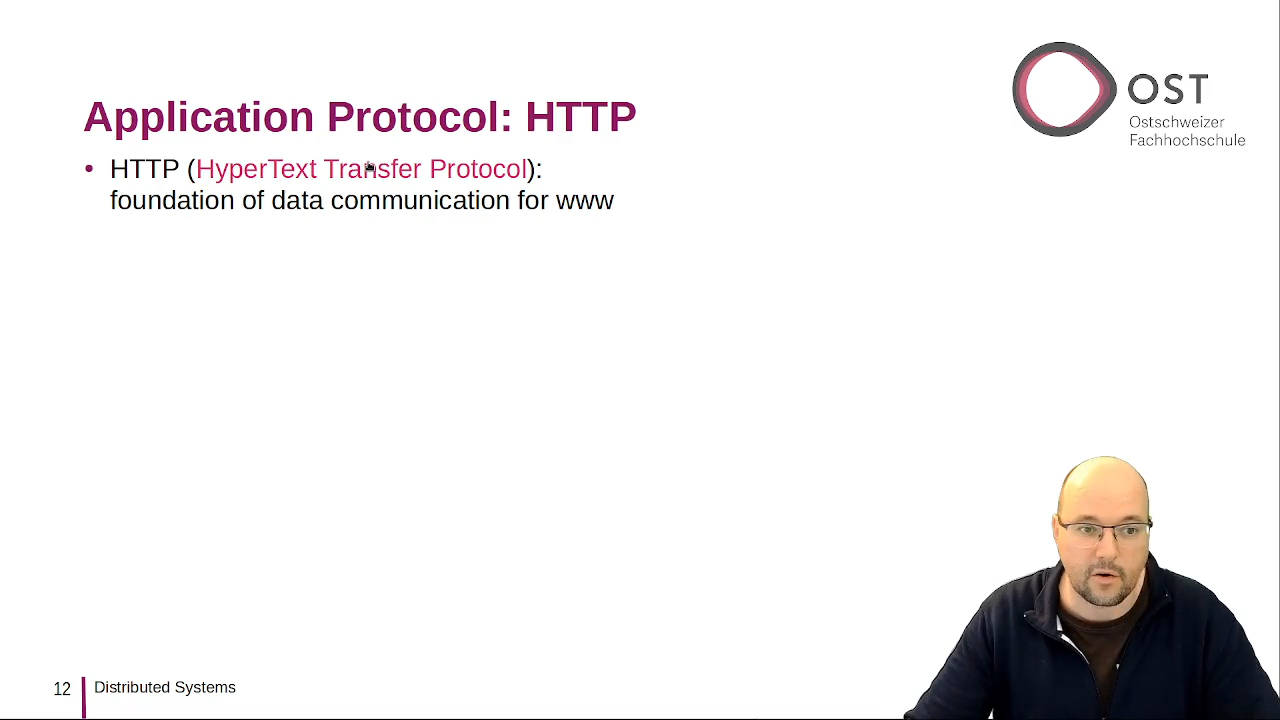 OST
Ostschweizer
Fachhochschule
Application Protocol: HTTP
• HTTP (HyperText Transfer Protocol):
foundation of data communication for www
12
Distributed Systems